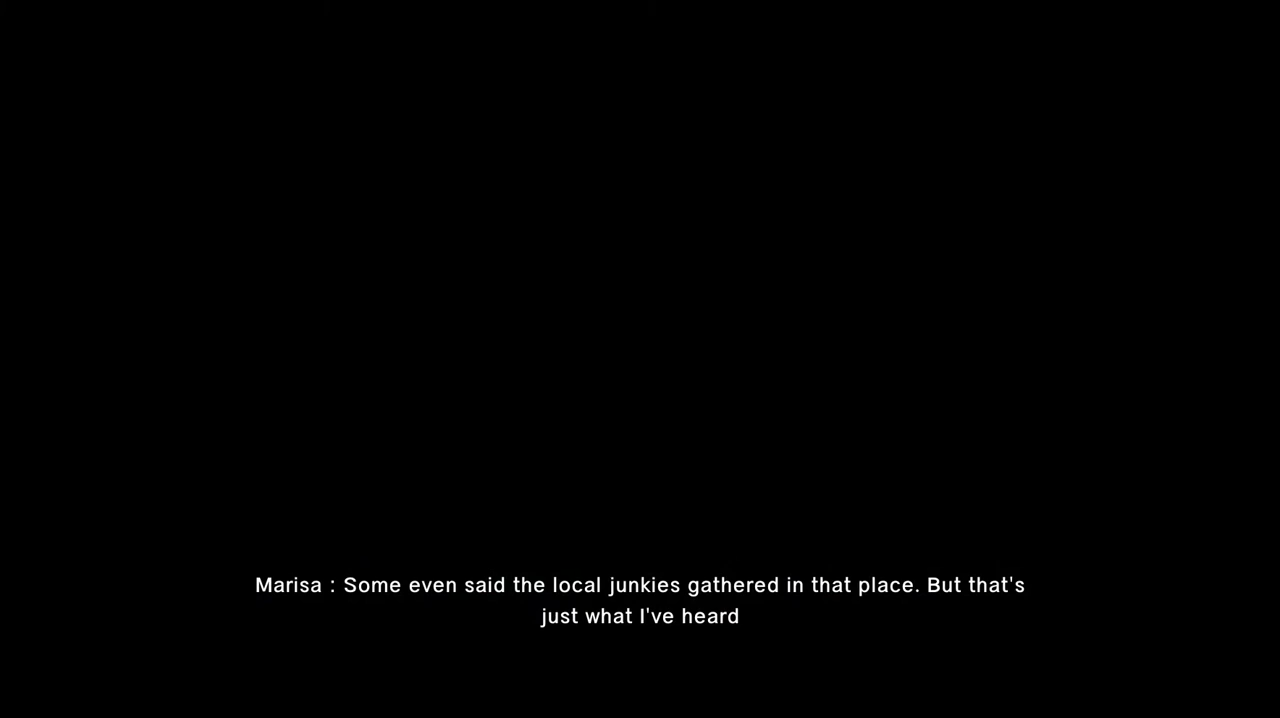 Marisa : Some even said the local junkies gathered in that place. But that's
just what I've heard